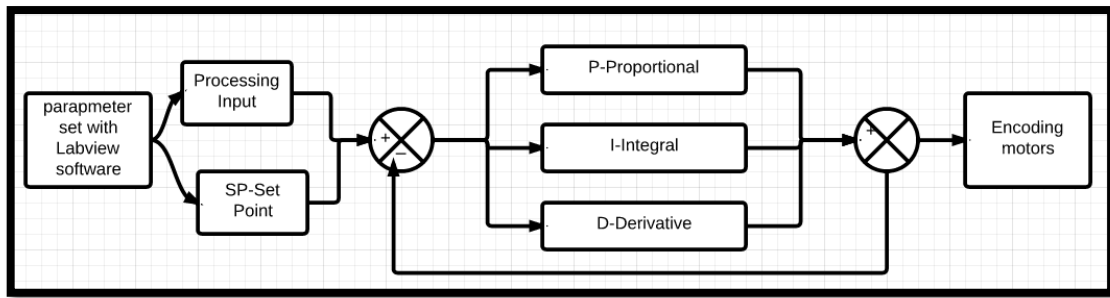 parapmeter
set with
Labview
software
Processing
Input
SP-Set
Point
+
−
P-Proportional
I-Integral
D-Derivative
+
Encoding
motors